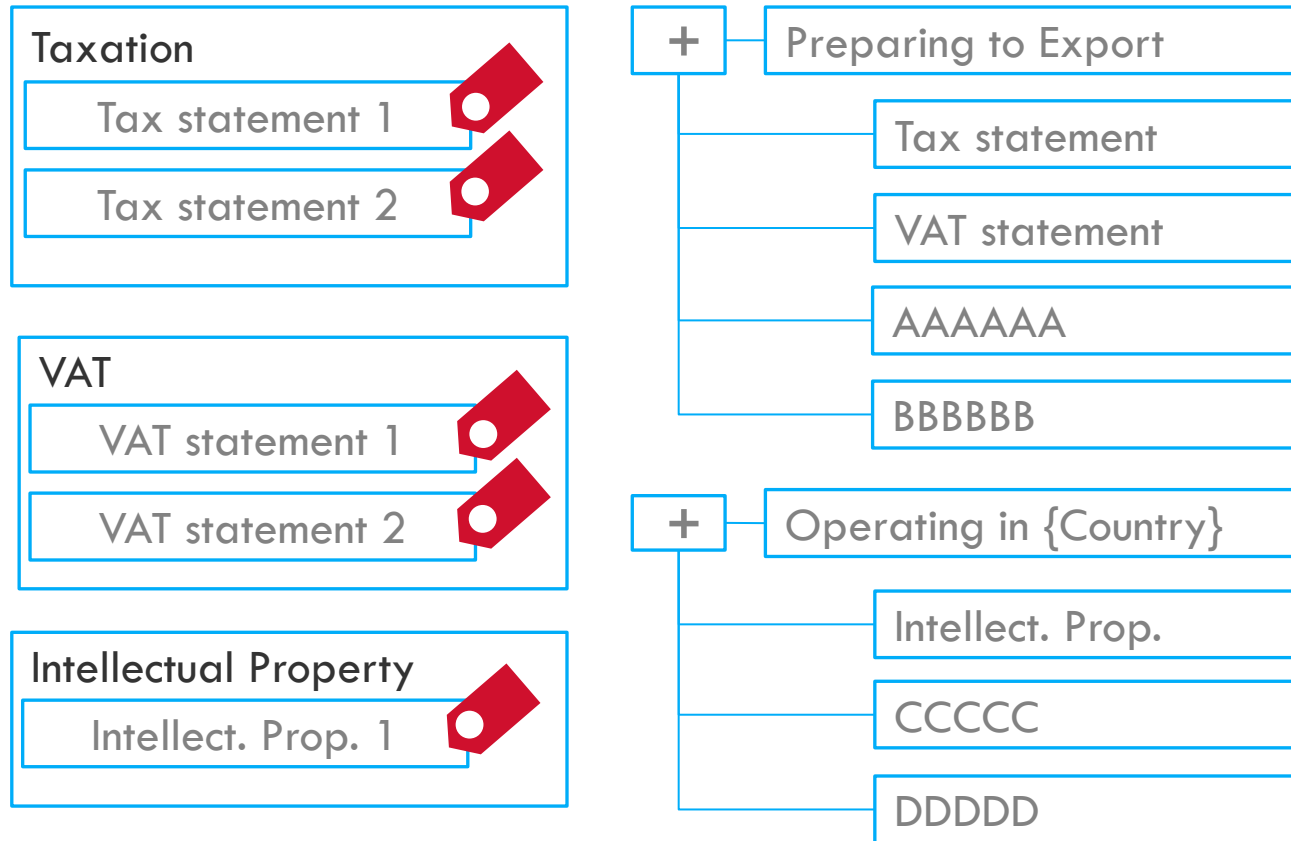 Taxation
Tax statement 1
Tax statement 2
VAT
VAT statement 1
VAT statement 2
Intellectual Property
Intellect. Prop. 1
+ Preparing to Export
Tax statement
VAT statement
AAAAAA
BBBBBB
+ Operating in {Country}
Intellect. Prop.
CCCCC
DDDDD